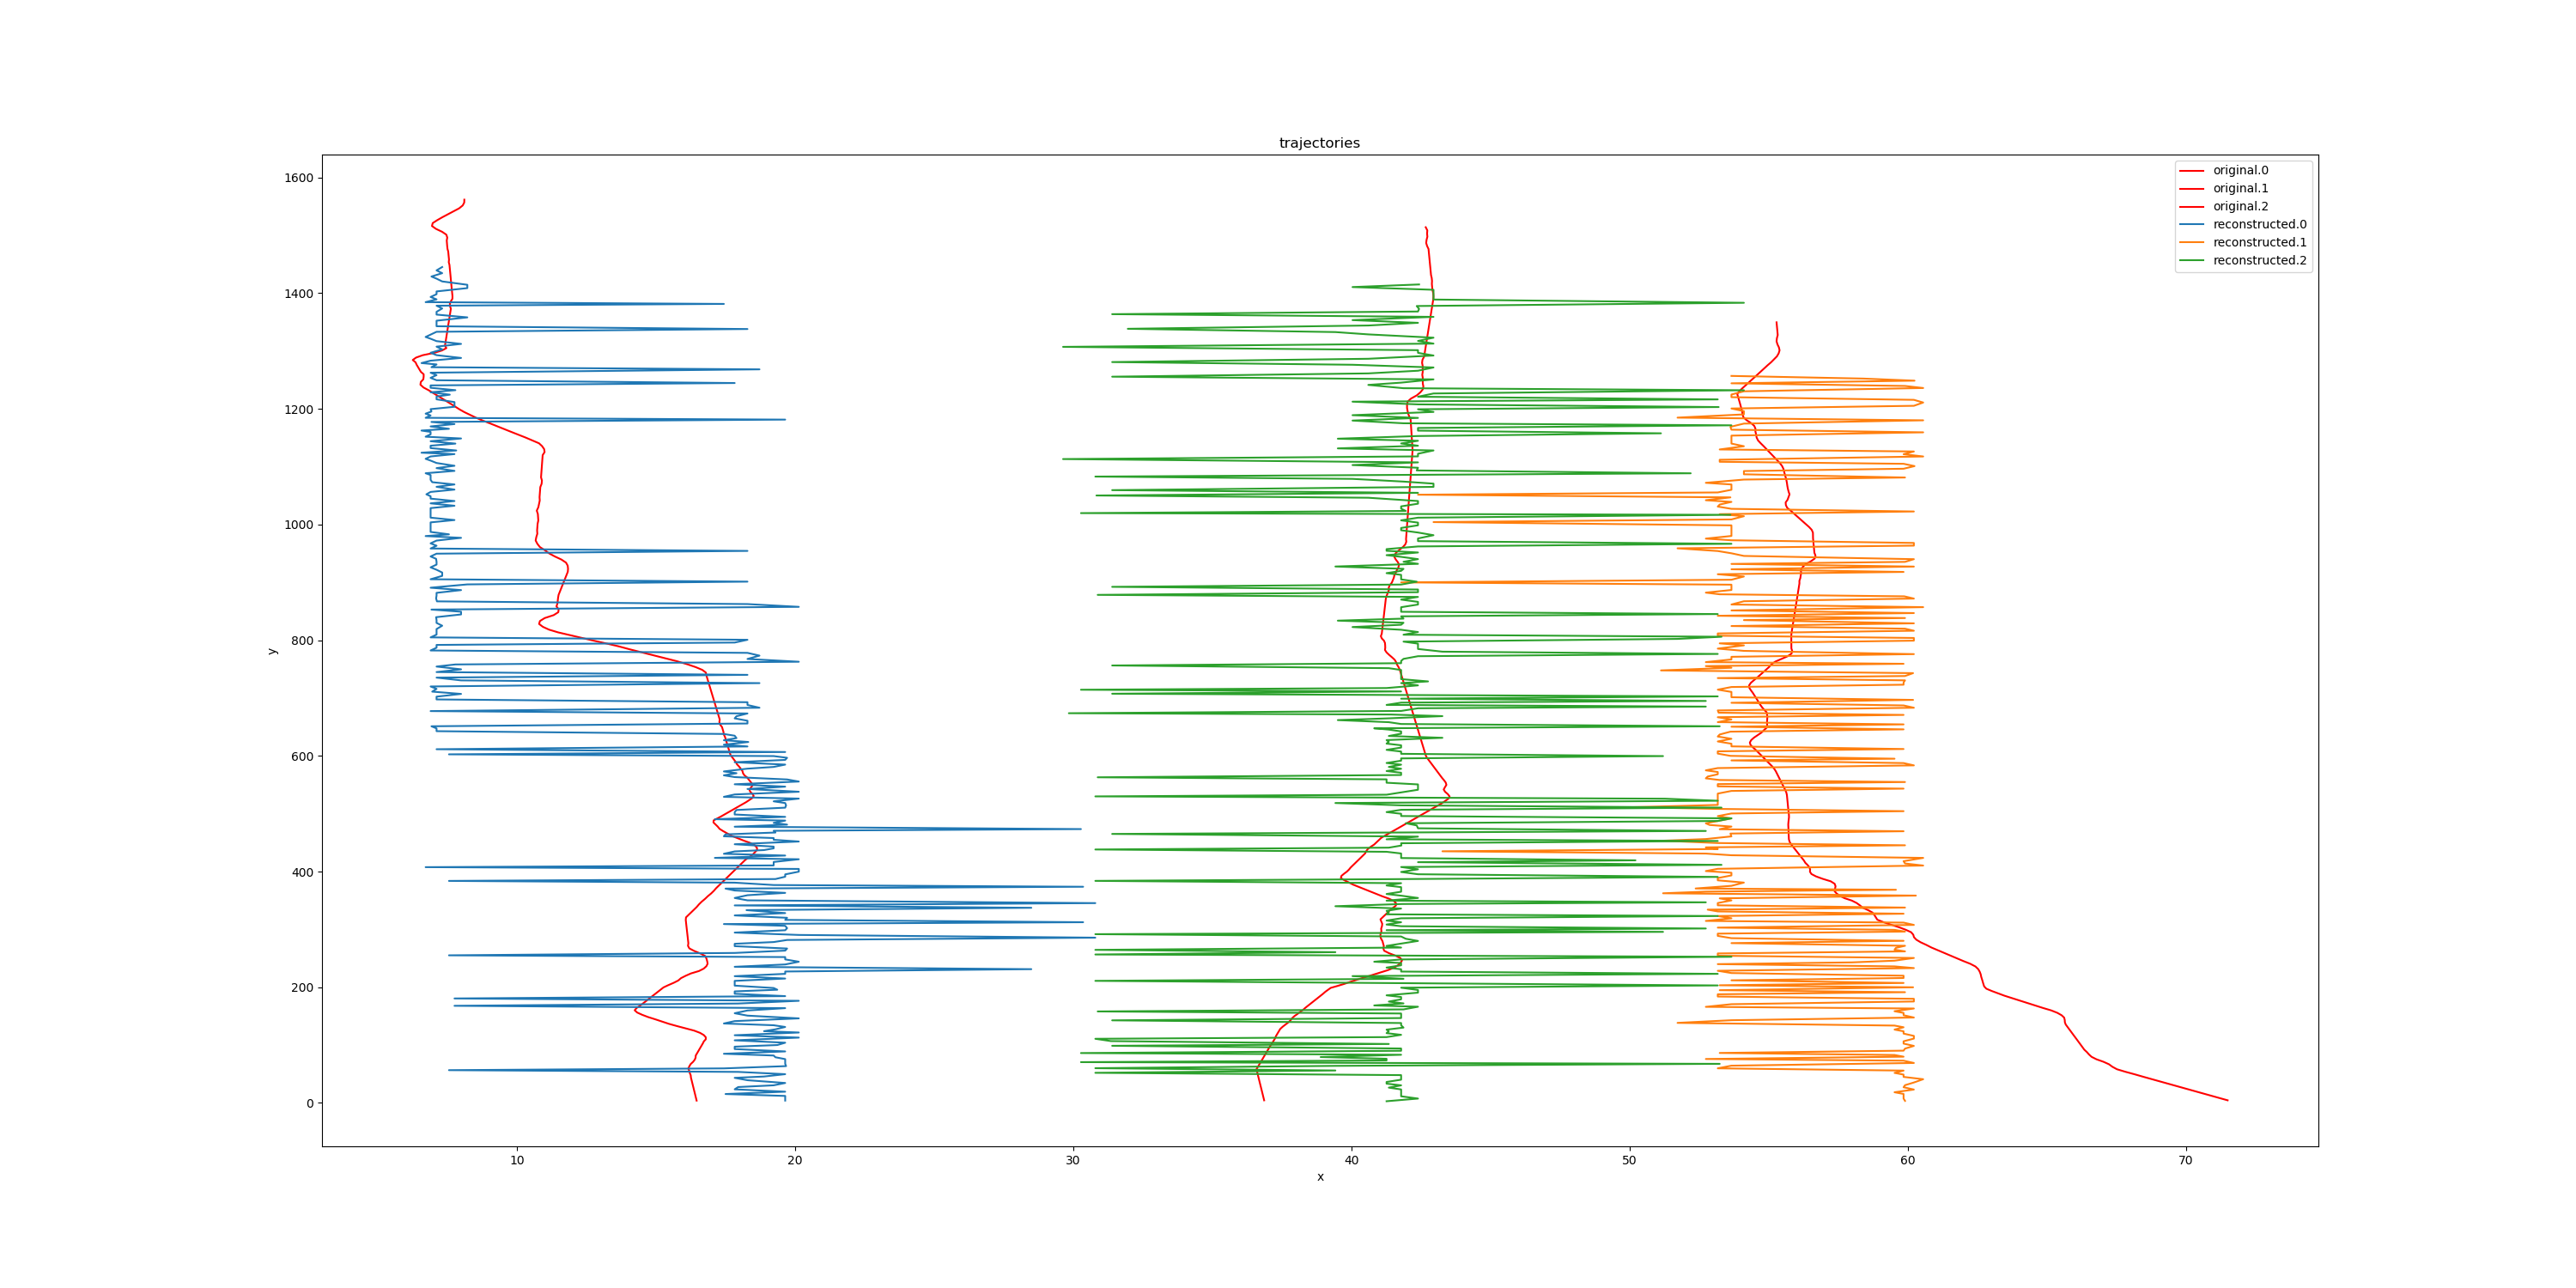 trajectories
original.0
original.1
original.2
reconstructed.0
reconstructed.1
reconstructed.2
1600
1400
1200
1000
800
600
400
200
0
y
10 20 30 40 50 60 70
x